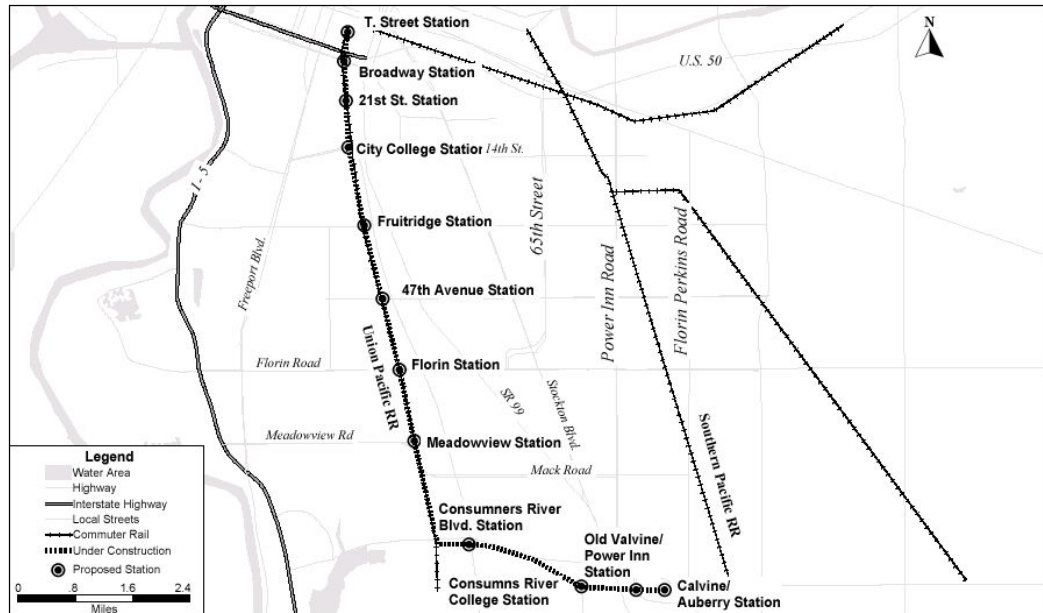 T. Street Station
N
Broadway Station
U.S. 50
21st St. Station
City College Station
14th St.
I - 5
65th Street
Fruitridge Station
Freeport Blvd.
Power Inn Road
Florin Perkins Road
47th Avenue Station
Union Pacific RR
Florin Road
Florin Station
SR 99
Stockton Blvd.
Southern Pacific RR
Meadowview Rd
Meadowview Station
Mack Road
Consumners River
Blvd. Station
Old Valvine/
Power Inn
Station
Consumns River
College Station
Calvine/
Auberry Station
Legend
Water Area
Highway
Interstate Highway
Local Streets
Commuter Rail
Under Construction
Proposed Station
0 .8 1.6 2.4
Miles